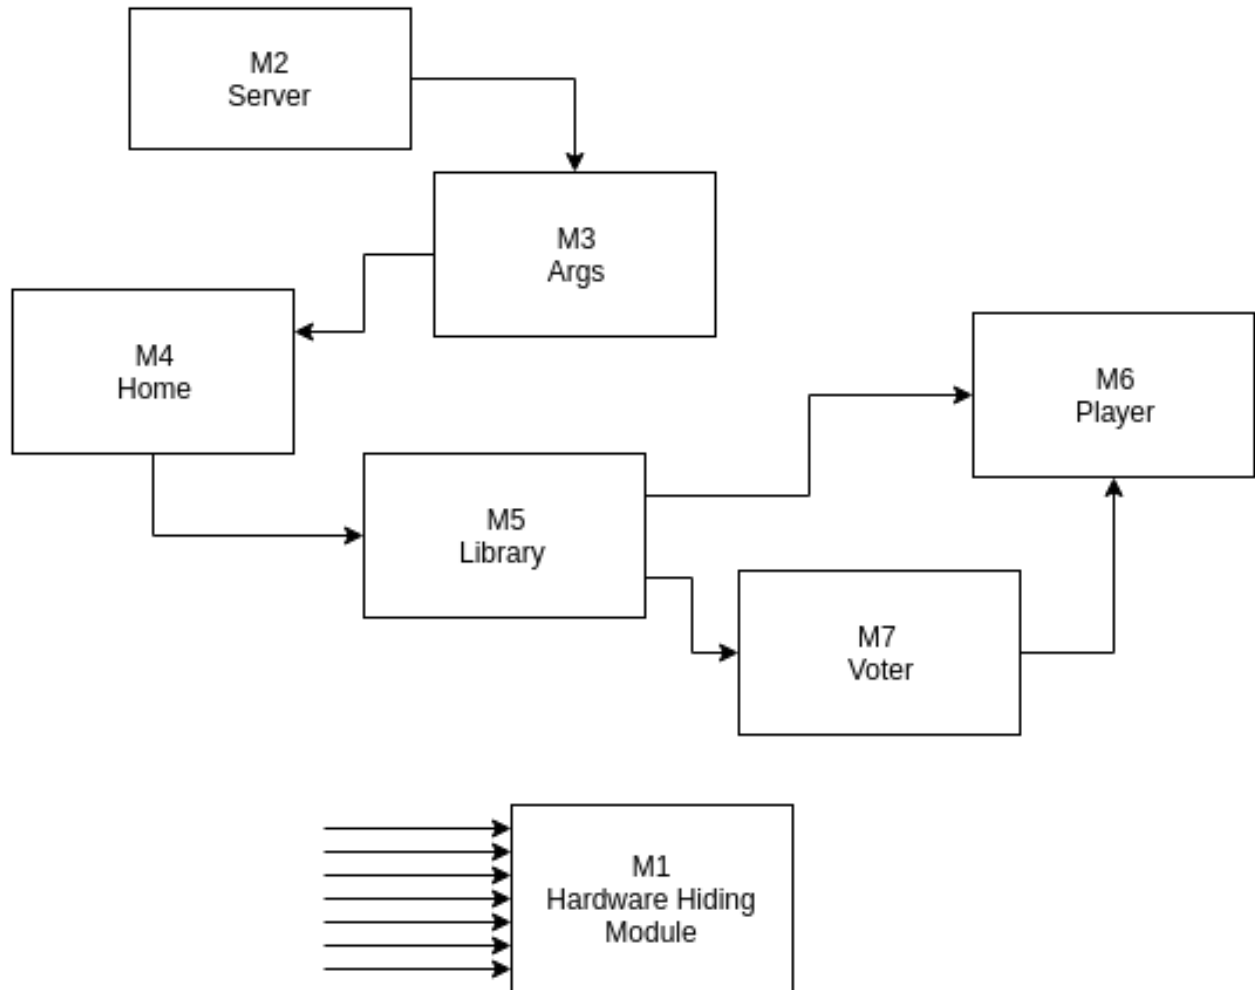 M2
Server
M3
Args
M4
Home
M6
Player
M5
Library
M7
Voter
M1
Hardware Hiding
Module